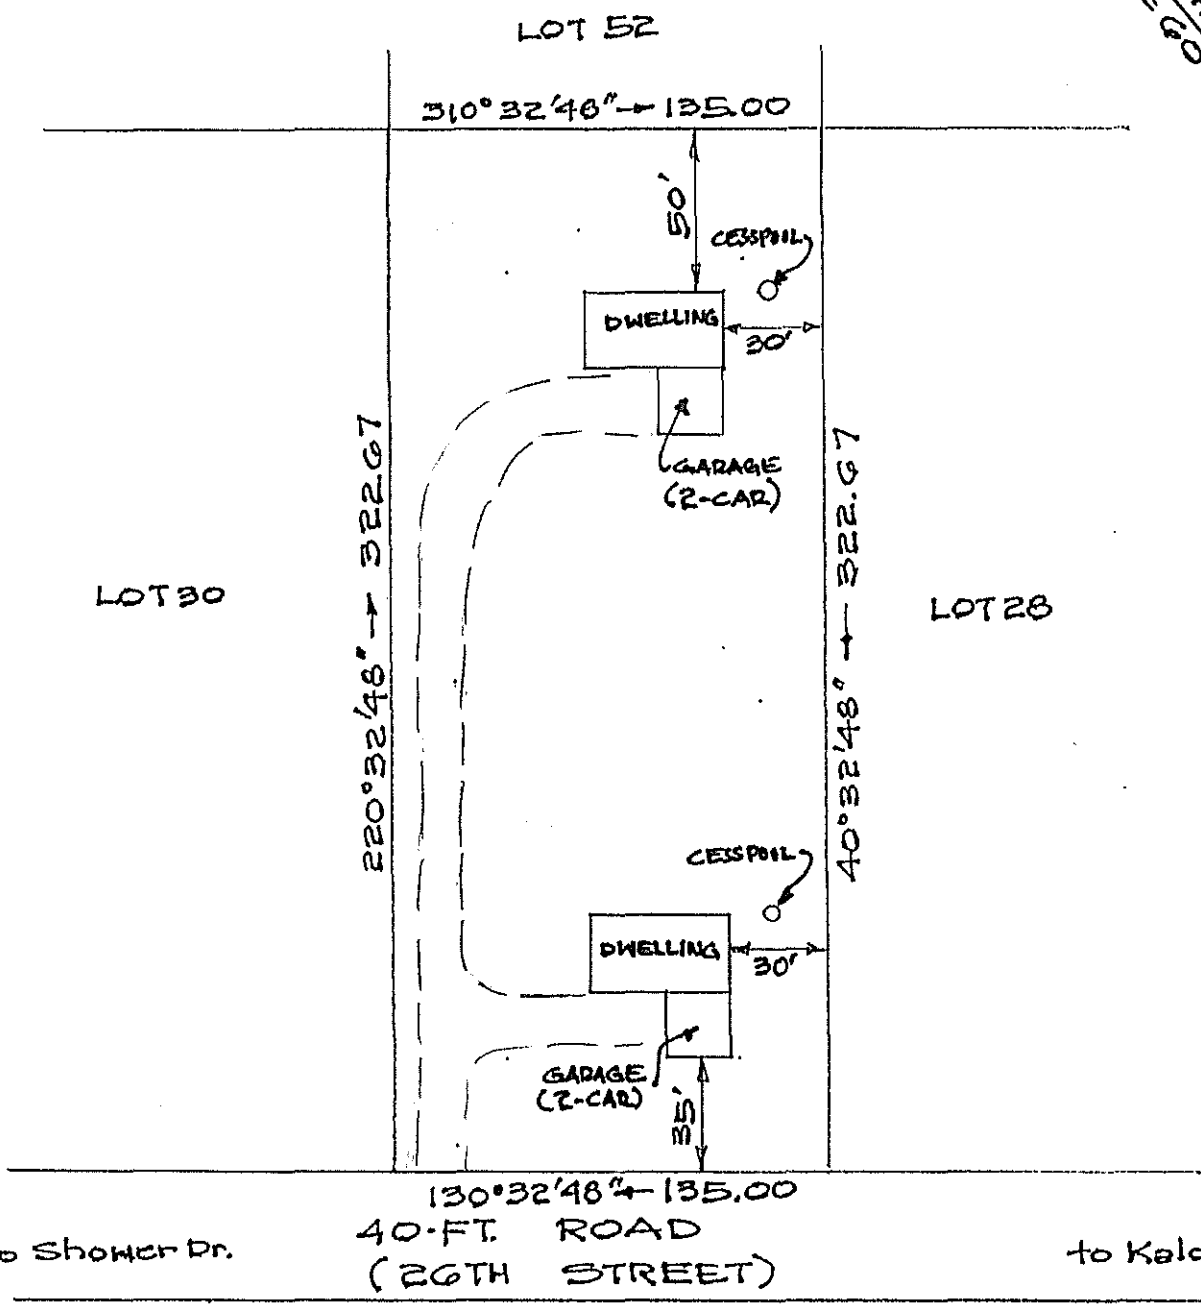 LOT 52
310° 32' 48" → 135.00
50'
CESSPOOL
DWELLING
30'
GARAGE
(2-CAR)
220° 32' 48" → 322.67
40° 32' 48" ← 322.67
LOT 30
LOT 28
CESSPOOL
DWELLING
30'
GARAGE
(2-CAR)
35'
130° 32' 48" ← 135.00
40-FT. ROAD
(26TH STREET)
o Shower Dr.
to Kalo